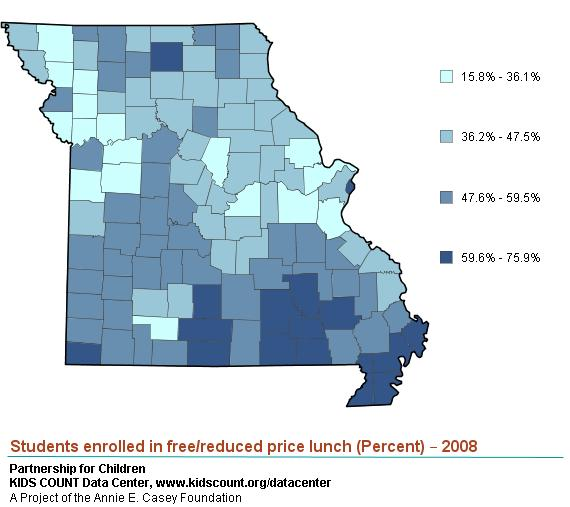 15.8% - 36.1%
36.2% - 47.5%
47.6% - 59.5%
59.6% - 75.9%
Students enrolled in free/reduced price lunch (Percent) – 2008
Partnership for Children
KIDS COUNT Data Center, www.kidscount.org/datacenter
A Project of the Annie E. Casey Foundation